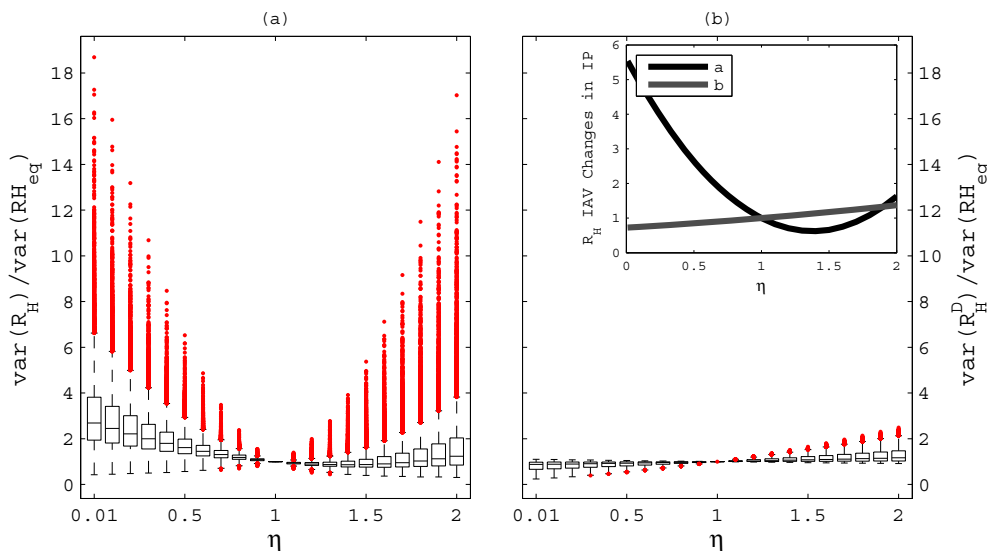 (a)
(b)
var(R_H)/var(RH_eq)
18
16
14
12
10
8
6
4
2
0
0.01 0.5 1 1.5 2
η
R_H IAV Changes in IP
6
5
4
3
2
1
0
a
b
0 1 1.5 2
η
18
16
14
12
10
8
6
4
2
0
var(R_H^D)/var(RH_eq)
0.01 0.5 1 1.5 2
η